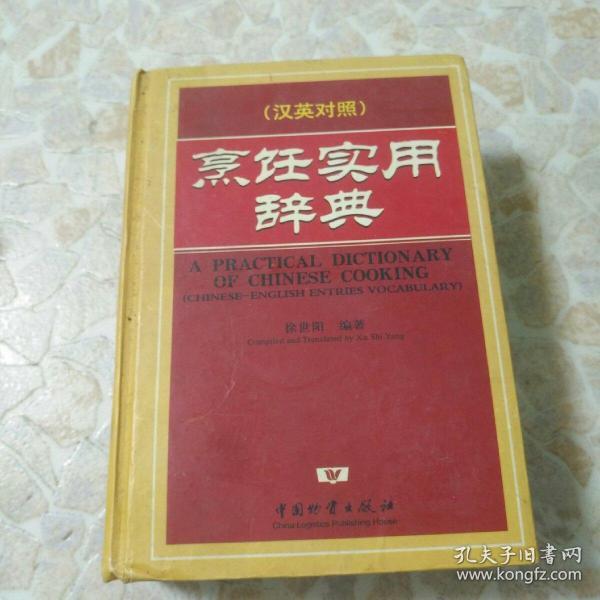 （汉英对照）
烹饪实用
辞典
A PRACTICAL DICTIONARY
OF CHINESE COOKING
(CHINESE-ENGLISH ENTRIES VOCABULARY)
徐世阳 编著
Compiled and Translated by Xu Shi Yang
中国物资出版社
China Logistics Publishing House
孔夫子旧书网
www.kongfz.com